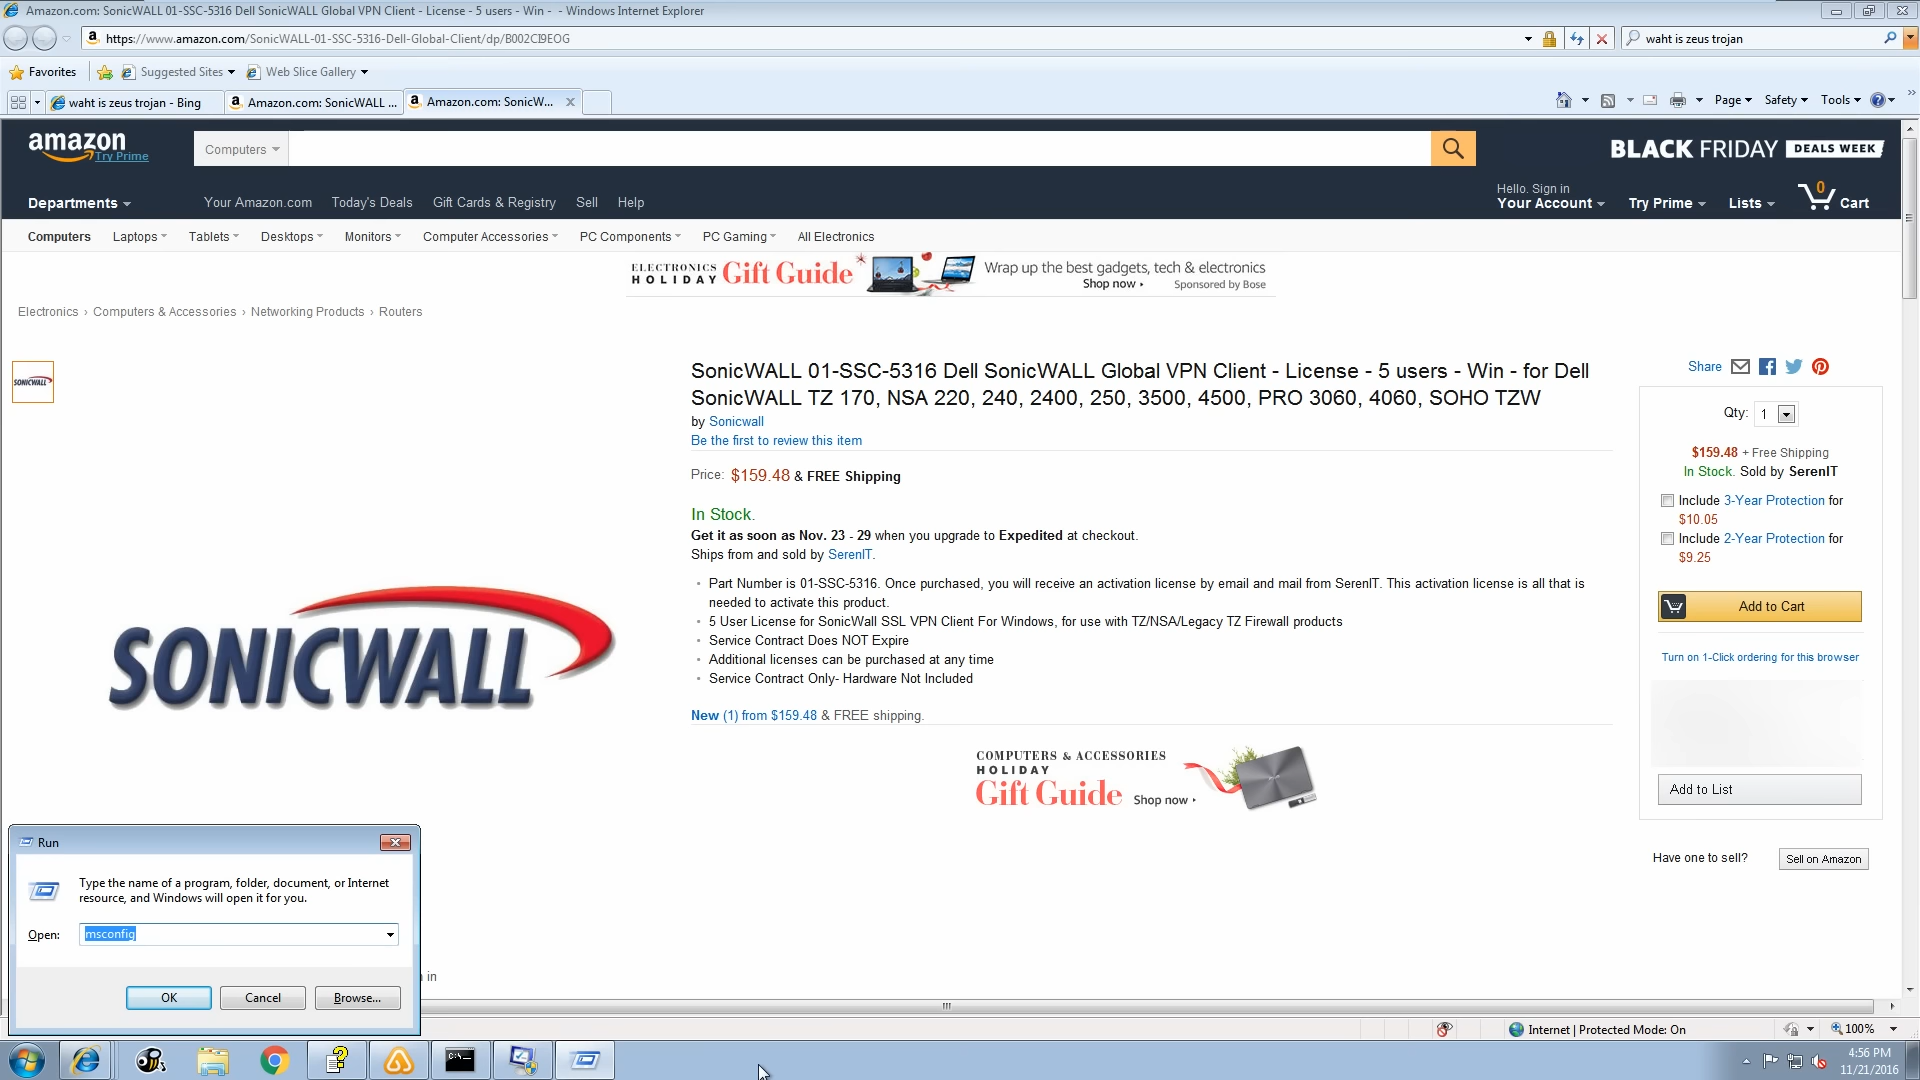 Amazon.com: SonicWALL 01-SSC-5316 Dell SonicWALL Global VPN Client - License - 5 users - Win - - Windows Internet Explorer
https://www.amazon.com/SonicWALL-01-SSC-5316-Dell-Global-Client/dp/B002CI9EOG
waht is zeus trojan
Favorites
Suggested Sites
Web Slice Gallery
waht is zeus trojan - Bing
Amazon.com: SonicWALL ...
Amazon.com: SonicW...
Page
Safety
Tools
amazon
Try Prime
Computers
BLACK FRIDAY DEALS WEEK
Departments
Your Amazon.com
Today's Deals
Gift Cards & Registry
Sell
Help
Hello. Sign in
Your Account
Try Prime
Lists
0
Cart
Computers
Laptops
Tablets
Desktops
Monitors
Computer Accessories
PC Components
PC Gaming
All Electronics
ELECTRONICS
HOLIDAY
Gift Guide
Wrap up the best gadgets, tech & electronics
Shop now
Sponsored by Bose
Electronics › Computers & Accessories › Networking Products › Routers
SONICWALL
SonicWALL 01-SSC-5316 Dell SonicWALL Global VPN Client - License - 5 users - Win - for Dell
SonicWALL TZ 170, NSA 220, 240, 2400, 250, 3500, 4500, PRO 3060, 4060, SOHO TZW
by Sonicwall
Be the first to review this item
Price: $159.48 & FREE Shipping
In Stock.
Get it as soon as Nov. 23 - 29 when you upgrade to Expedited at checkout.
Ships from and sold by SerenIT.
• Part Number is 01-SSC-5316. Once purchased, you will receive an activation license by email and mail from SerenIT. This activation license is all that is
needed to activate this product.
• 5 User License for SonicWall SSL VPN Client For Windows, for use with TZ/NSA/Legacy TZ Firewall products
• Service Contract Does NOT Expire
• Additional licenses can be purchased at any time
• Service Contract Only- Hardware Not Included
New (1) from $159.48 & FREE shipping.
COMPUTERS & ACCESSORIES
HOLIDAY
Gift Guide
Shop now
SONICWALL
Share
Qty: 1
$159.48 + Free Shipping
In Stock. Sold by SerenIT
Include 3-Year Protection for
$10.05
Include 2-Year Protection for
$9.25
Add to Cart
Turn on 1-Click ordering for this browser
Add to List
Have one to sell?
Sell on Amazon
Run
Type the name of a program, folder, document, or Internet
resource, and Windows will open it for you.
Open: msconfig
OK
Cancel
Browse...
in
Internet | Protected Mode: On
100%
C:\_
4:56 PM
11/21/2016